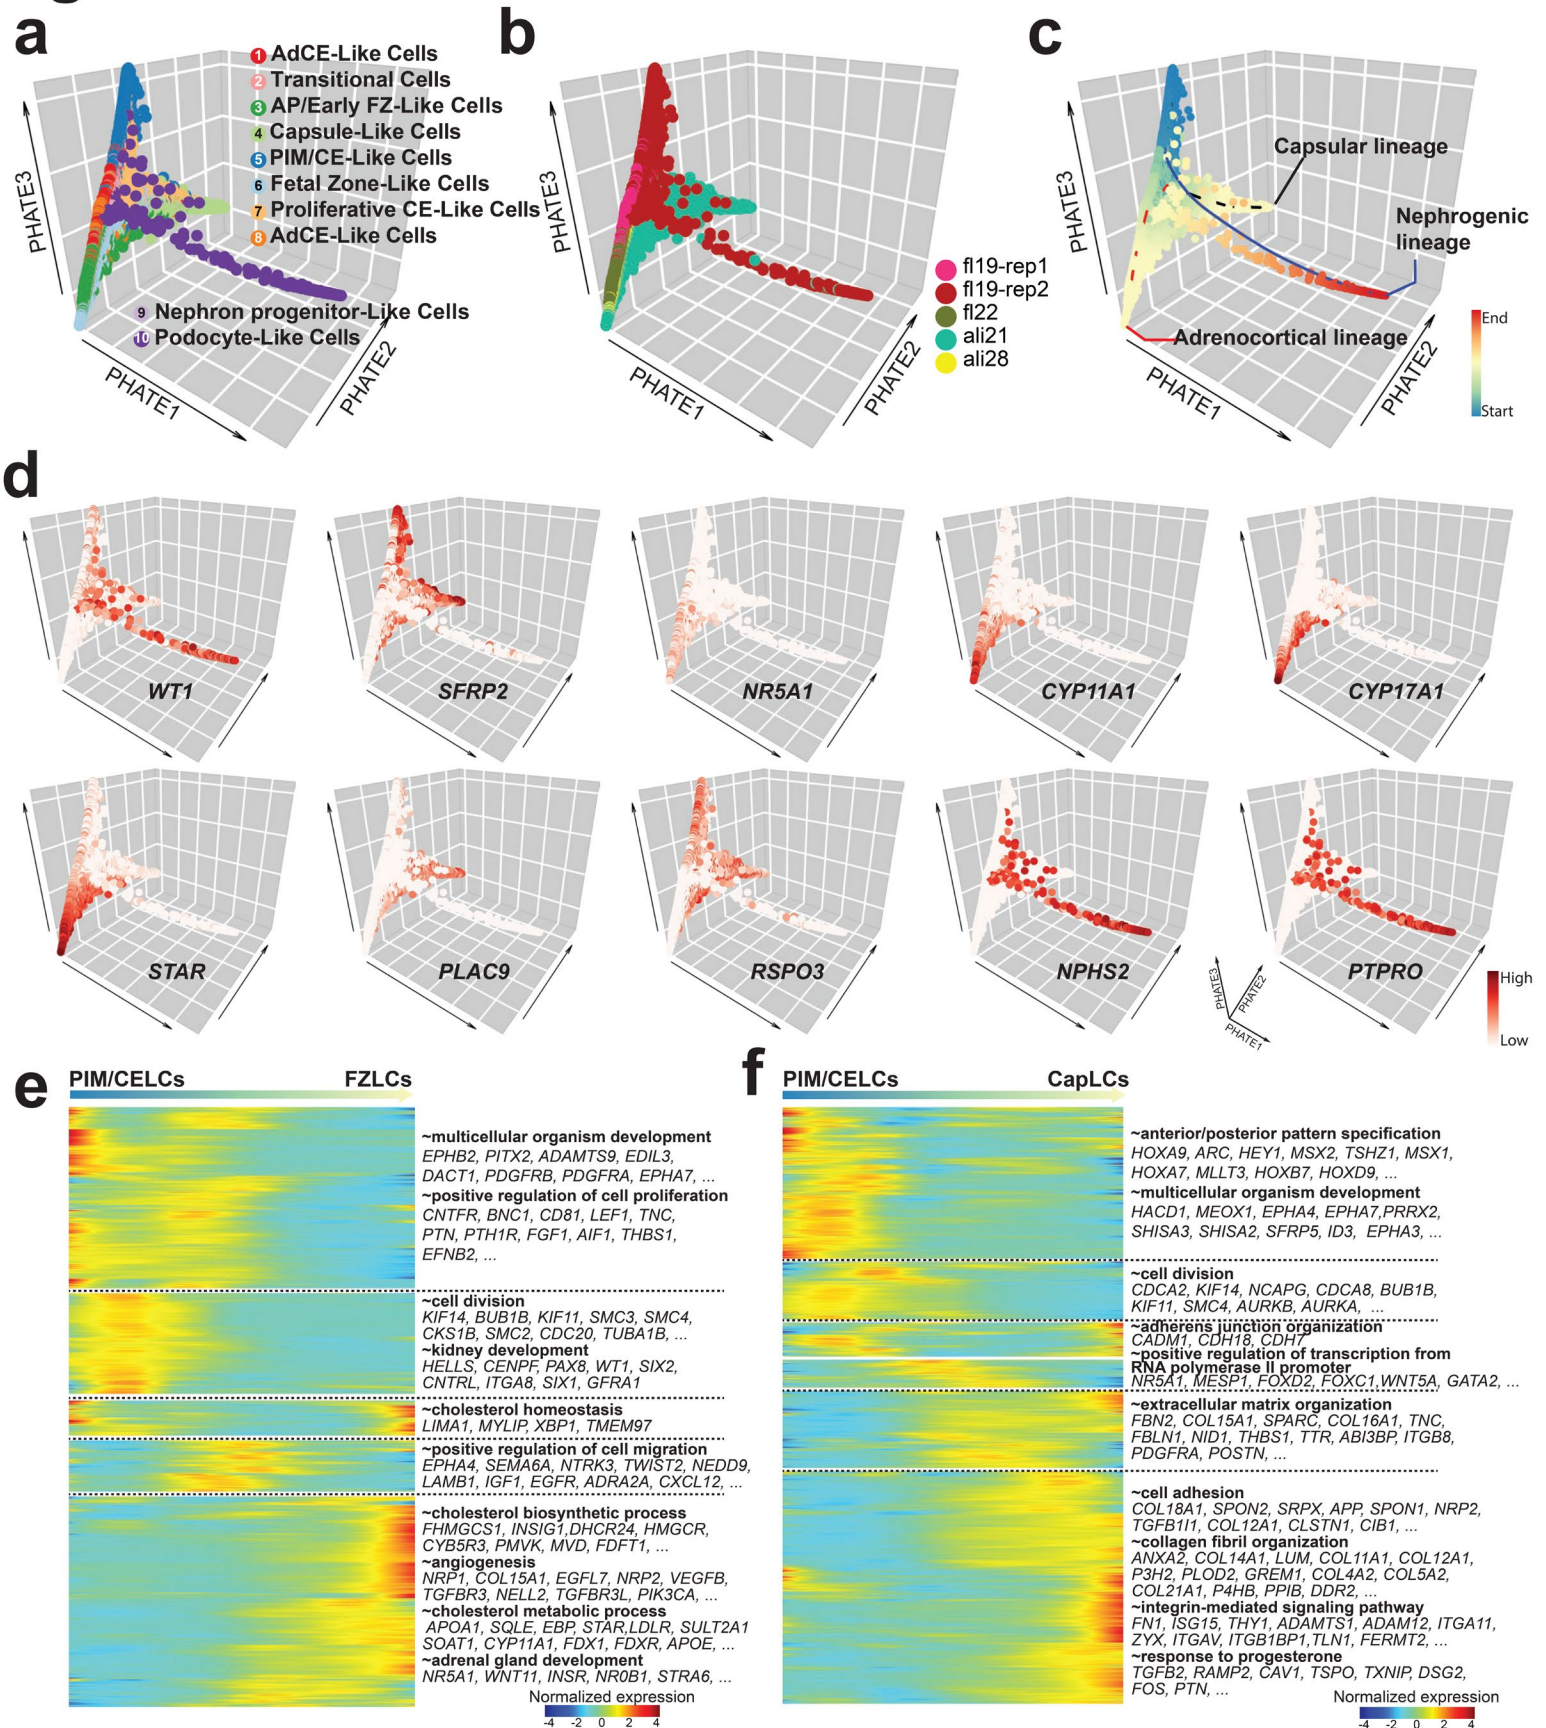 a
1 AdCE-Like Cells
2 Transitional Cells
3 AP/Early FZ-Like Cells
4 Capsule-Like Cells
5 PIM/CE-Like Cells
6 Fetal Zone-Like Cells
7 Proliferative CE-Like Cells
8 AdCE-Like Cells
9 Nephron progenitor-Like Cells
10 Podocyte-Like Cells
PHATE3
PHATE1
PHATE2
b
fl19-rep1
fl19-rep2
fl22
ali21
ali28
PHATE3
PHATE1
PHATE2
c
Capsular lineage
Nephrogenic
lineage
Adrenocortical lineage
End
Start
PHATE3
PHATE1
PHATE2
d
WT1
SFRP2
NR5A1
CYP11A1
CYP17A1
STAR
PLAC9
RSPO3
NPHS2
PTPRO
PHATE3
PHATE2
PHATE1
High
Low
e
PIM/CELCs
FZLCs
~multicellular organism development
EPHB2, PITX2, ADAMTS9, EDIL3,
DACT1, PDGFRB, PDGFRA, EPHA7, ...
~positive regulation of cell proliferation
CNTFR, BNC1, CD81, LEF1, TNC,
PTN, PTH1R, FGF1, AIF1, THBS1,
EFNB2, ...
~cell division
KIF14, BUB1B, KIF11, SMC3, SMC4,
CKS1B, SMC2, CDC20, TUBA1B, ...
~kidney development
HELLS, CENPF, PAX8, WT1, SIX2,
CNTRL, ITGA8, SIX1, GFRA1
~cholesterol homeostasis
LIMA1, MYLIP, XBP1, TMEM97
~positive regulation of cell migration
EPHA4, SEMA6A, NTRK3, TWIST2, NEDD9,
LAMB1, IGF1, EGFR, ADRA2A, CXCL12, ...
~cholesterol biosynthetic process
FHMGCS1, INSIG1,DHCR24, HMGCR,
CYB5R3, PMVK, MVD, FDFT1, ...
~angiogenesis
NRP1, COL15A1, EGFL7, NRP2, VEGFB,
TGFBR3, NELL2, TGFBR3L, PIK3CA, ...
~cholesterol metabolic process
APOA1, SQLE, EBP, STAR,LDLR, SULT2A1
SOAT1, CYP11A1, FDX1, FDXR, APOE, ...
~adrenal gland development
NR5A1, WNT11, INSR, NR0B1, STRA6, ...
Normalized expression
-4 -2 0 2 4
f
PIM/CELCs
CapLCs
~anterior/posterior pattern specification
HOXA9, ARC, HEY1, MSX2, TSHZ1, MSX1,
HOXA7, MLLT3, HOXB7, HOXD9, ...
~multicellular organism development
HACD1, MEOX1, EPHA4, EPHA7,PRRX2,
SHISA3, SHISA2, SFRP5, ID3, EPHA3, ...
~cell division
CDCA2, KIF14, NCAPG, CDCA8, BUB1B,
KIF11, SMC4, AURKB, AURKA, ...
~adherens junction organization
CADM1, CDH18, CDH7
~positive regulation of transcription from
RNA polymerase II promoter
NR5A1, MESP1, FOXD2, FOXC1,WNT5A, GATA2, ...
~extracellular matrix organization
FBN2, COL15A1, SPARC, COL16A1, TNC,
FBLN1, NID1, THBS1, TTR, ABI3BP, ITGB8,
PDGFRA, POSTN, ...
~cell adhesion
COL18A1, SPON2, SRPX, APP, SPON1, NRP2,
TGFB1I1, COL12A1, CLSTN1, CIB1, ...
~collagen fibril organization
ANXA2, COL14A1, LUM, COL11A1, COL12A1,
P3H2, PLOD2, GREM1, COL4A2, COL5A2,
COL21A1, P4HB, PPIB, DDR2, ...
~integrin-mediated signaling pathway
FN1, ISG15, THY1, ADAMTS1, ADAM12, ITGA11,
ZYX, ITGAV, ITGB1BP1,TLN1, FERMT2, ...
~response to progesterone
TGFB2, RAMP2, CAV1, TSPO, TXNIP, DSG2,
FOS, PTN, ...
Normalized expression
-4 -2 0 2 4